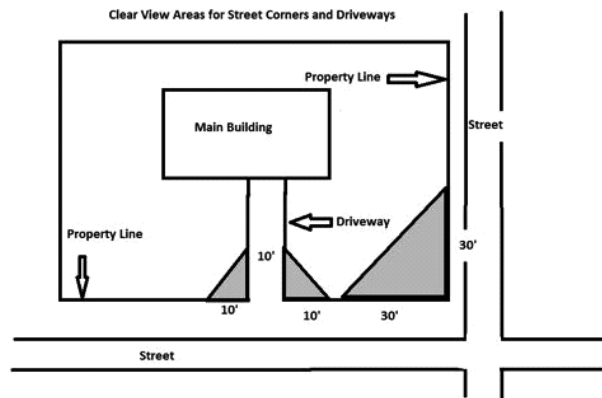 Clear View Areas for Street Corners and Driveways
Property Line
Main Building
Street
Driveway
Property Line
10'
30'
10'
10'
30'
Street